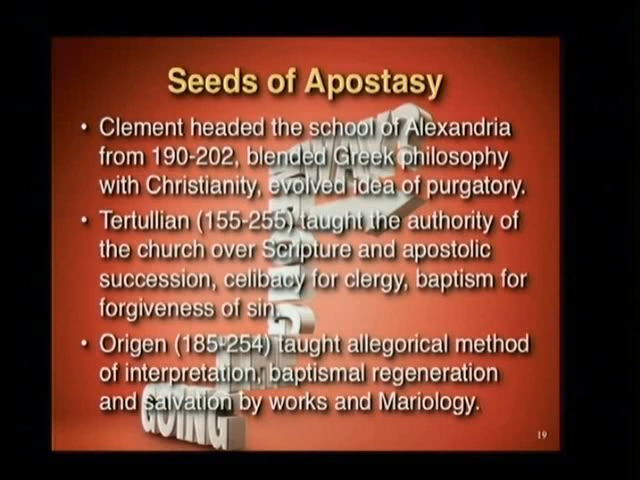 Seeds of Apostasy
• Clement headed the school of Alexandria
from 190-202, blended Greek philosophy
with Christianity, evolved idea of purgatory.
• Tertullian (155-255) taught the authority of
the church over Scripture and apostolic
succession, celibacy for clergy, baptism for
forgiveness of sin.
• Origen (185-254) taught allegorical method
of interpretation, baptismal regeneration
and salvation by works and Mariology.
GOING
19